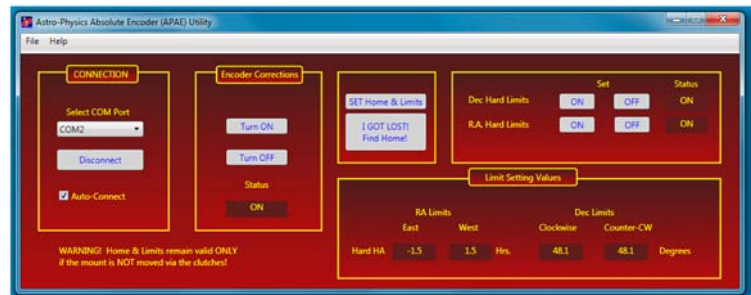 Astro-Physics Absolute Encoder (APAE) Utility
File Help
CONNECTION
Select COM Port
COM2
Disconnect
Auto-Connect
Encoder Corrections
Turn ON
Turn OFF
Status
ON
SET Home & Limits
I GOT LOST!
Find Home!
Set Status
Dec Hard Limits ON OFF ON
R.A. Hard Limits ON OFF ON
Limit Setting Values
RA Limits Dec Limits
East West Clockwise Counter-CW
Hard HA -1.5 1.5 Hrs. 48.1 48.1 Degrees
WARNING! Home & Limits remain valid ONLY
if the mount is NOT moved via the clutches!